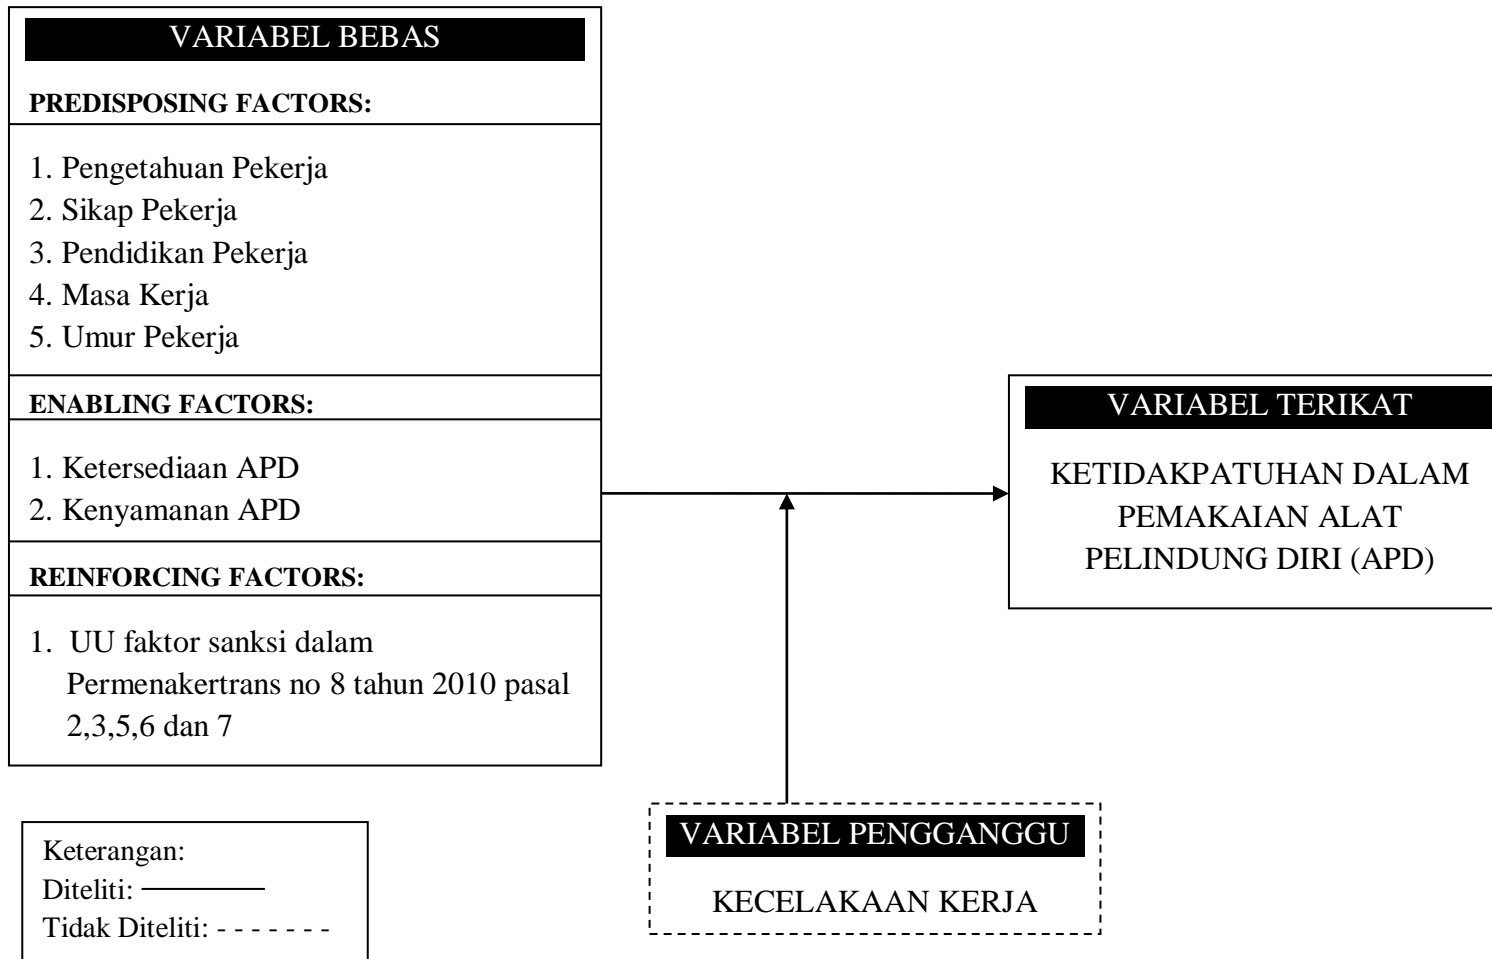 VARIABEL BEBAS
PREDISPOSING FACTORS:
1. Pengetahuan Pekerja
2. Sikap Pekerja
3. Pendidikan Pekerja
4. Masa Kerja
5. Umur Pekerja
ENABLING FACTORS:
1. Ketersediaan APD
2. Kenyamanan APD
REINFORCING FACTORS:
1. UU faktor sanksi dalam
Permenakertrans no 8 tahun 2010 pasal
2,3,5,6 dan 7
VARIABEL TERIKAT
KETIDAKPATUHAN DALAM
PEMAKAIAN ALAT
PELINDUNG DIRI (APD)
VARIABEL PENGGANGGU
KECELAKAAN KERJA
Keterangan:
Diteliti:
Tidak Diteliti: - - - - - - -